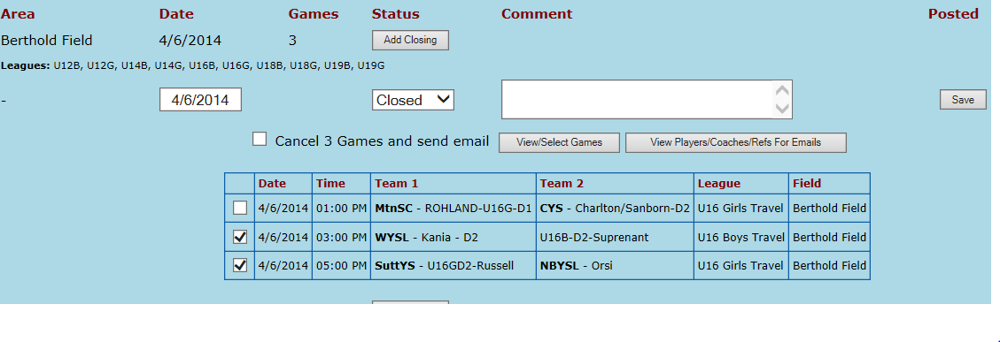 Area Date Games Status Comment Posted
Berthold Field 4/6/2014 3 Add Closing
Leagues: U12B, U12G, U14B, U14G, U16B, U16G, U18B, U18G, U19B, U19G
- 4/6/2014 Closed Save
Cancel 3 Games and send email View/Select Games View Players/Coaches/Refs For Emails
Date Time Team 1 Team 2 League Field
4/6/2014 01:00 PM MtnSC - ROHLAND-U16G-D1 CYS - Charlton/Sanborn-D2 U16 Girls Travel Berthold Field
4/6/2014 03:00 PM WYSL - Kania - D2 U16B-D2-Suprenant U16 Boys Travel Berthold Field
4/6/2014 05:00 PM SuttYS - U16GD2-Russell NBYSL - Orsi U16 Girls Travel Berthold Field